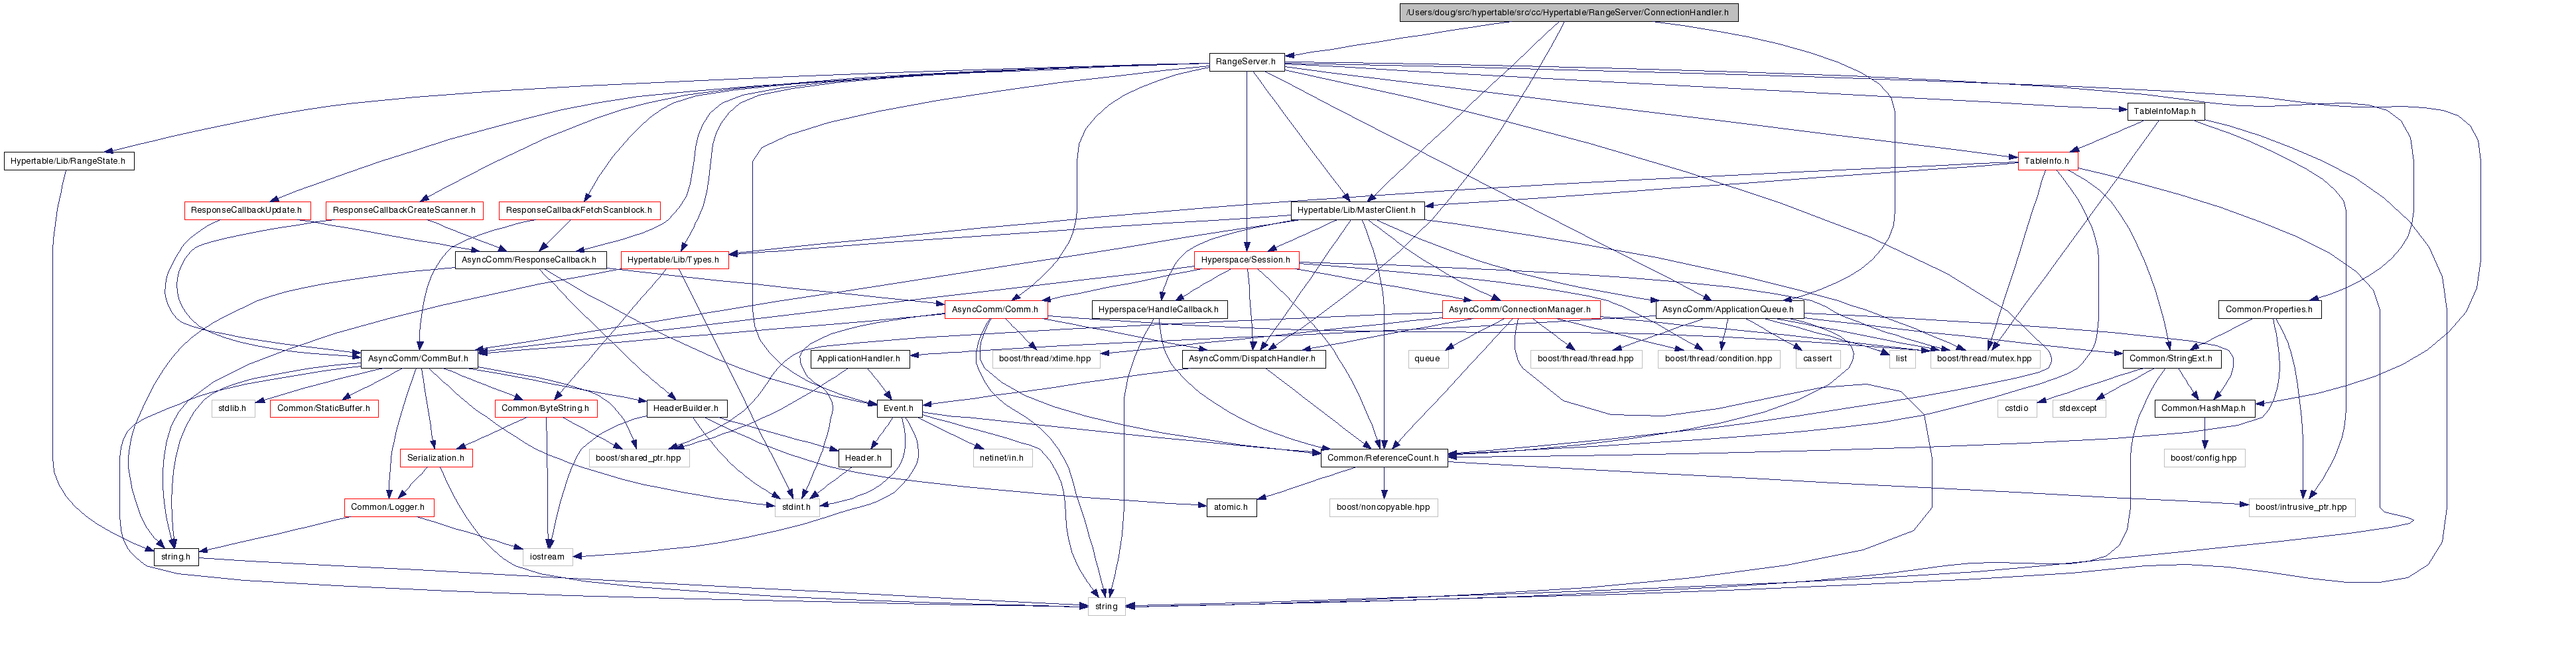 /Users/doug/src/hypertable/src/cc/Hypertable/RangeServer/ConnectionHandler.h
RangeServer.h
TableInfoMap.h
Hypertable/Lib/RangeState.h
TableInfo.h
ResponseCallbackUpdate.h
ResponseCallbackCreateScanner.h
ResponseCallbackFetchScanblock.h
Hypertable/Lib/MasterClient.h
AsyncComm/ResponseCallback.h
Hypertable/Lib/Types.h
Hyperspace/Session.h
AsyncComm/Comm.h
Hyperspace/HandleCallback.h
AsyncComm/ConnectionManager.h
AsyncComm/ApplicationQueue.h
Common/Properties.h
AsyncComm/CommBuf.h
ApplicationHandler.h
boost/thread/xtime.hpp
AsyncComm/DispatchHandler.h
queue
boost/thread/thread.hpp
boost/thread/condition.hpp
cassert
list
boost/thread/mutex.hpp
Common/StringExt.h
stdlib.h
Common/StaticBuffer.h
Common/ByteString.h
HeaderBuilder.h
Event.h
cstdio
stdexcept
Common/HashMap.h
Serialization.h
boost/shared_ptr.hpp
Header.h
netinet/in.h
Common/ReferenceCount.h
boost/config.hpp
Common/Logger.h
stdint.h
atomic.h
boost/noncopyable.hpp
boost/intrusive_ptr.hpp
string.h
iostream
string